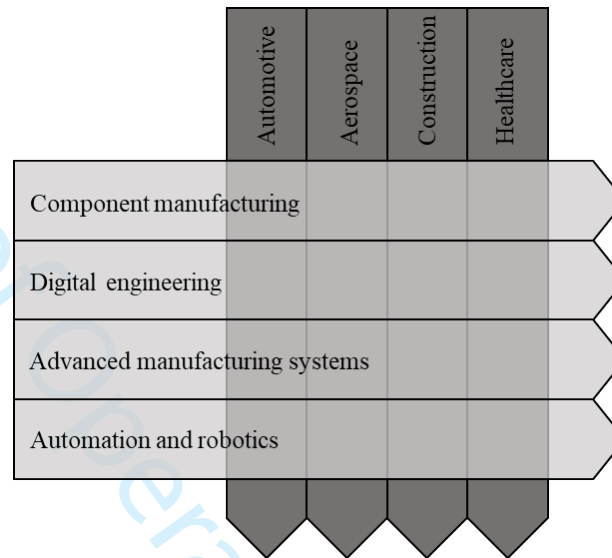 Automotive
Aerospace
Construction
Healthcare
Component manufacturing
Digital engineering
Advanced manufacturing systems
Automation and robotics